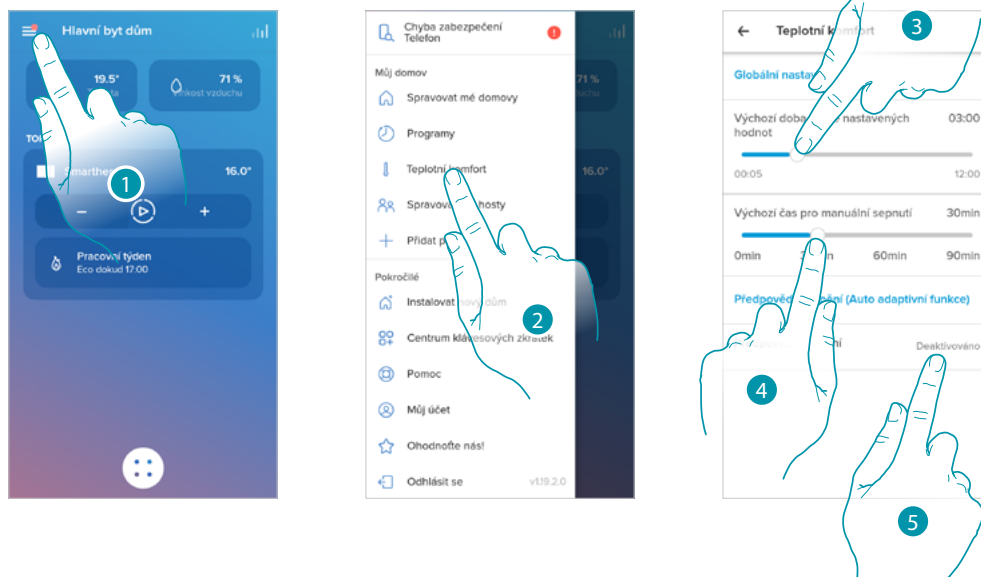 Hlavní byt dům
19.5°
71 %
vzduchu
16.0°
−
+
Pracovní týden
Eco dokud 17:00
1
Chyba zabezpečení
Telefon
!
Můj domov
71 %
Spravovat mé domovy
Programy
Teplotní komfort
16.0°
hosty
Přidat
Pokročilé
Instalovat nový dům
Centrum klávesových zkratek
Pomoc
Můj účet
Ohodnoťte nás!
Odhlásit se
v1.19.2.0
2
Teplotní
3
Globální
Výchozí doba nastavených
03:00
hodnot
00:05
12:00
Výchozí čas pro manuální sepnutí
30min
0min
60min
90min
(Auto adaptivní funkce)
Deaktivováno
4
5